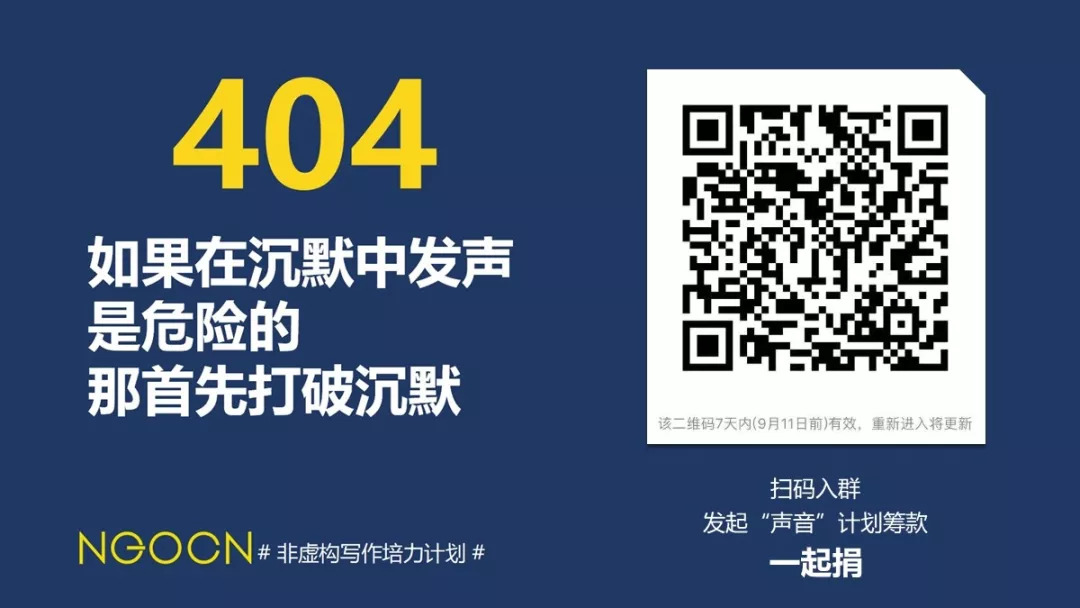 404
如果在沉默中发声
是危险的
那首先打破沉默
NGOCN # 非虚构写作培力计划 #
该二维码7天内(9月11日前)有效，重新进入将更新
扫码入群
发起“声音”计划筹款
一起捐